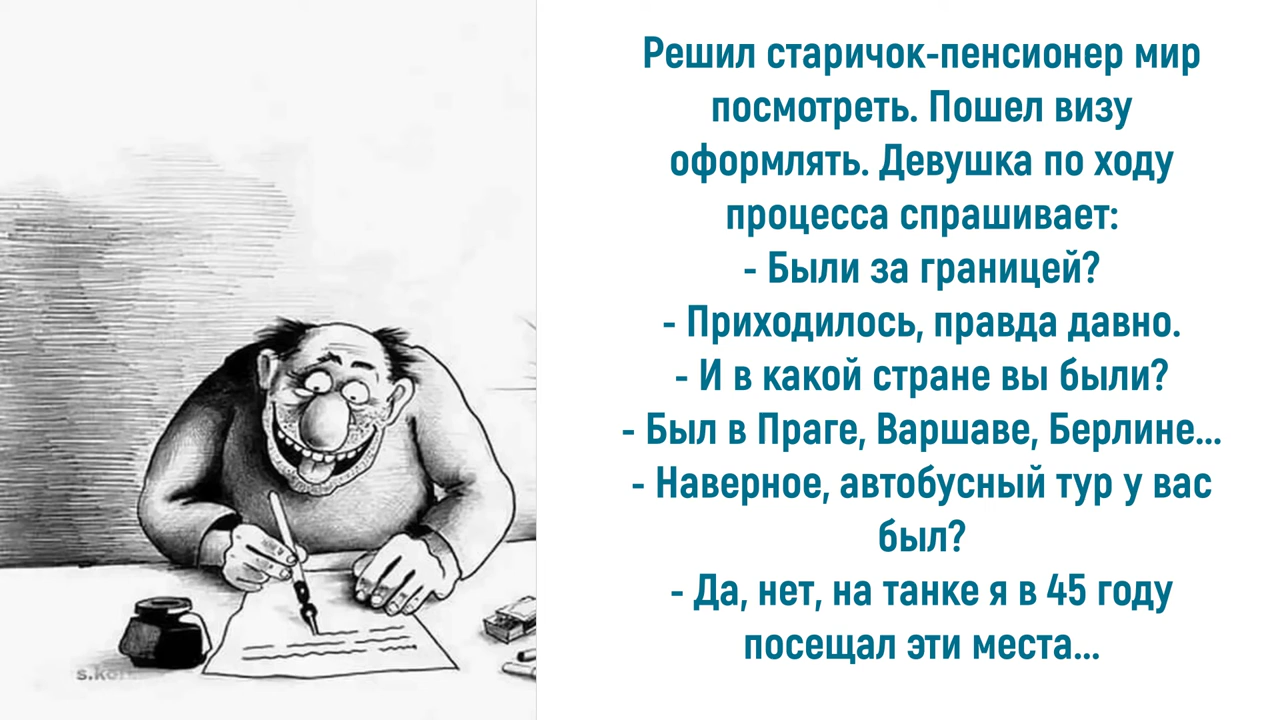 Решил старичок-пенсионер мир
посмотреть. Пошел визу
оформлять. Девушка по ходу
процесса спрашивает:
- Были за границей?
- Приходилось, правда давно.
- И в какой стране вы были?
- Был в Праге, Варшаве, Берлине...
- Наверное, автобусный тур у вас
был?
- Да, нет, на танке я в 45 году
посещал эти места...